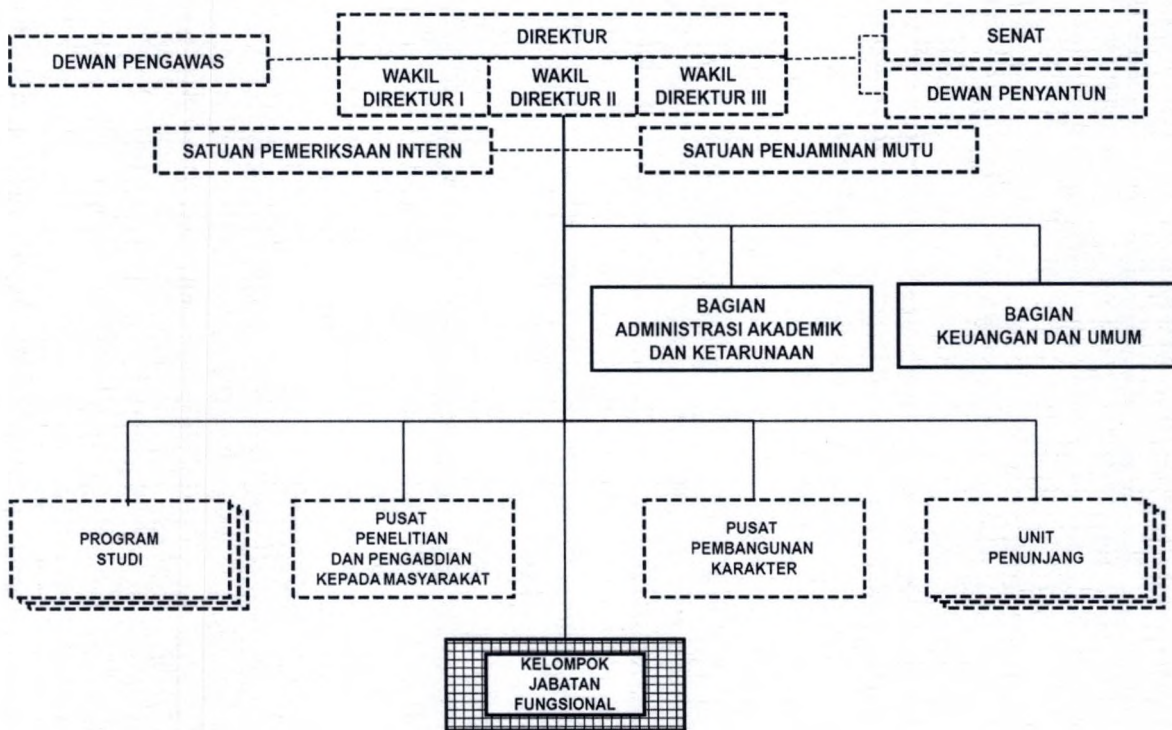 DIREKTUR
SENAT
DEWAN PENGAWAS
WAKIL
DIREKTUR I
WAKIL
DIREKTUR II
WAKIL
DIREKTUR III
DEWAN PENYANTUN
SATUAN PEMERIKSAAN INTERN
SATUAN PENJAMINAN MUTU
BAGIAN
ADMINISTRASI AKADEMIK
DAN KETARUNAAN
BAGIAN
KEUANGAN DAN UMUM
PROGRAM
STUDI
PUSAT
PENELITIAN
DAN PENGABDIAN
KEPADA MASYARAKAT
PUSAT
PEMBANGUNAN
KARAKTER
UNIT
PENUNJANG
KELOMPOK
JABATAN
FUNGSIONAL